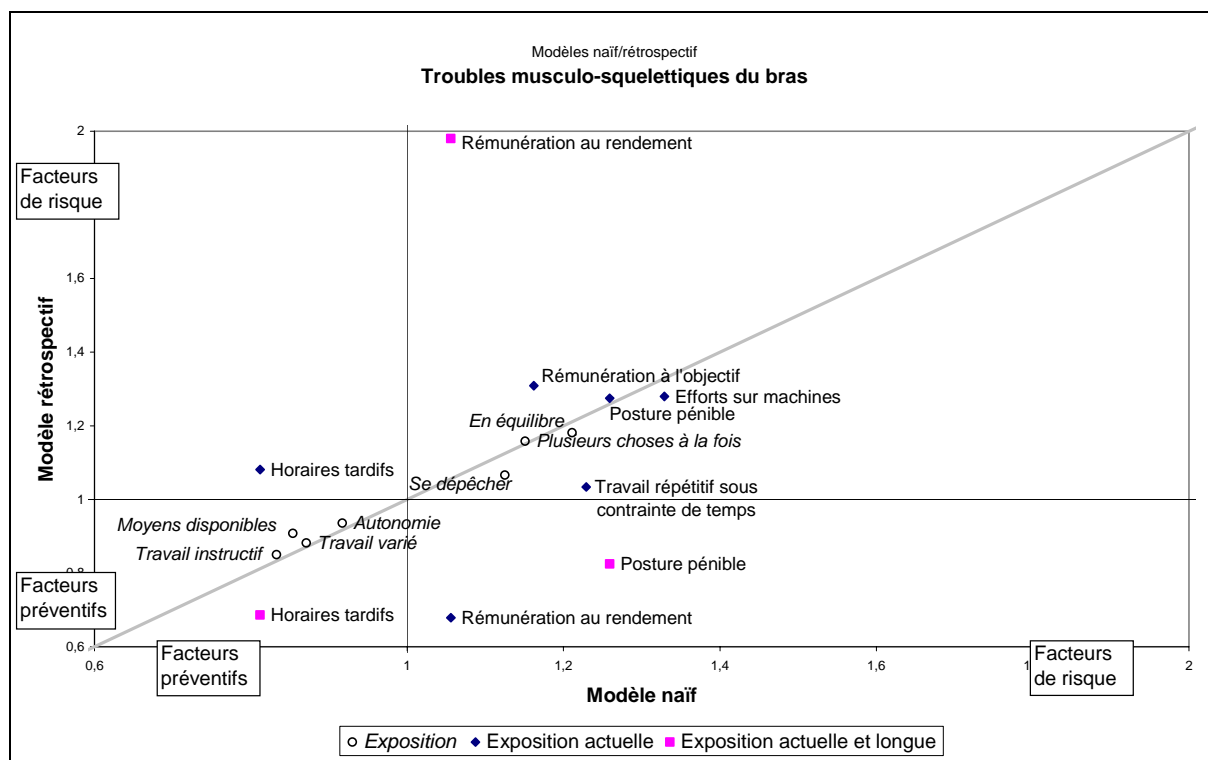 Modèles naïf/rétrospectif
Troubles musculo-squelettiques du bras
2
Rémunération au rendement
Facteurs
de risque
1,6
1,4
Rémunération à l'objectif
Efforts sur machines
Posture pénible
En équilibre
1,2
Plusieurs choses à la fois
Modèle rétrospectif
Horaires tardifs
Se dépêcher
Travail répétitif sous
contrainte de temps
1
Moyens disponibles
Autonomie
Travail varié
Travail instructif
Posture pénible
Facteurs
préventifs
Horaires tardifs
Rémunération au rendement
0,6
0,6
Facteurs
préventifs
1
1,2
1,4
1,6
Facteurs
de risque
2
Modèle naïf
Exposition
Exposition actuelle
Exposition actuelle et longue